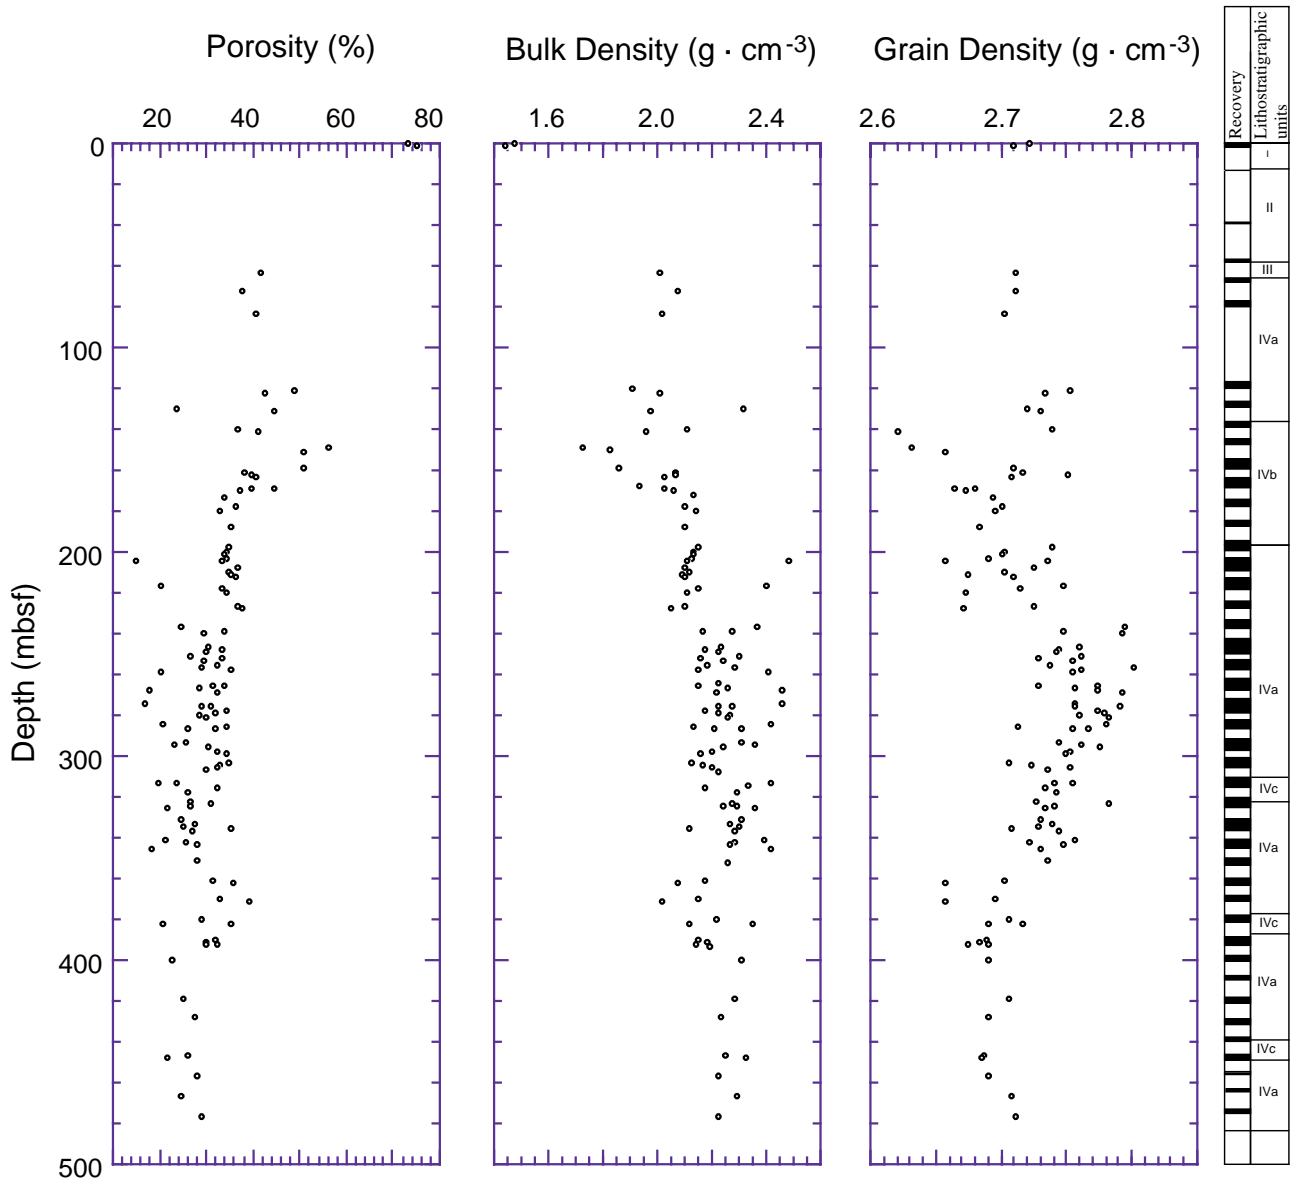 Porosity (%)
Bulk Density (g · cm-3)
Grain Density (g · cm-3)
Recovery
Lithostratigraphic
units
20 40 60 80
1.6 2.0 2.4
2.6 2.7 2.8
0
100
200
300
400
500
Depth (mbsf)
I
II
III
IVa
IVb
IVa
IVc
IVa
IVc
IVa
IVc
IVa